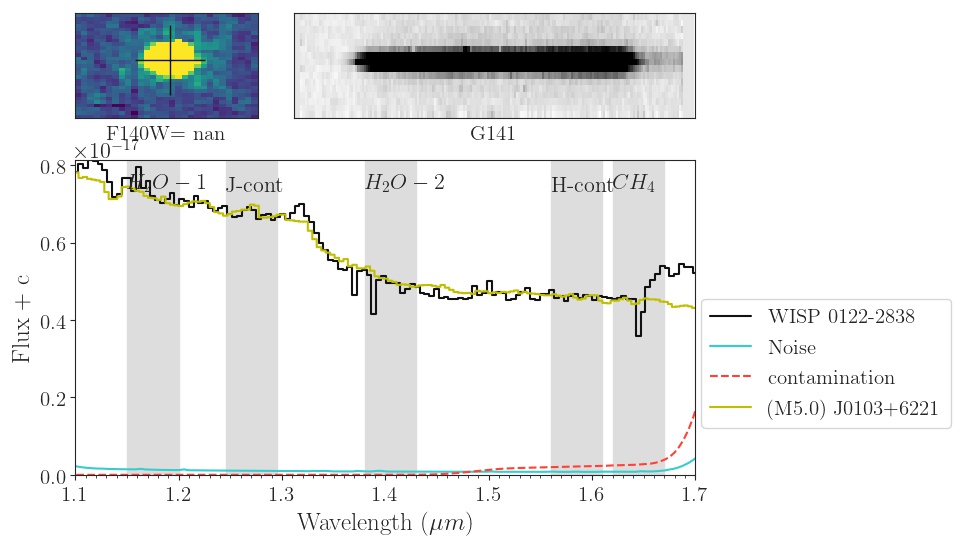 F140W= nan
G141
×10⁻¹⁷
H₂O − 1
J-cont
H₂O − 2
H-cont
CH₄
0.8
0.6
0.4
0.2
0.0
Flux + c
1.1
1.2
1.3
1.4
1.5
1.6
1.7
Wavelength (μm)
WISP 0122-2838
Noise
contamination
(M5.0) J0103+6221